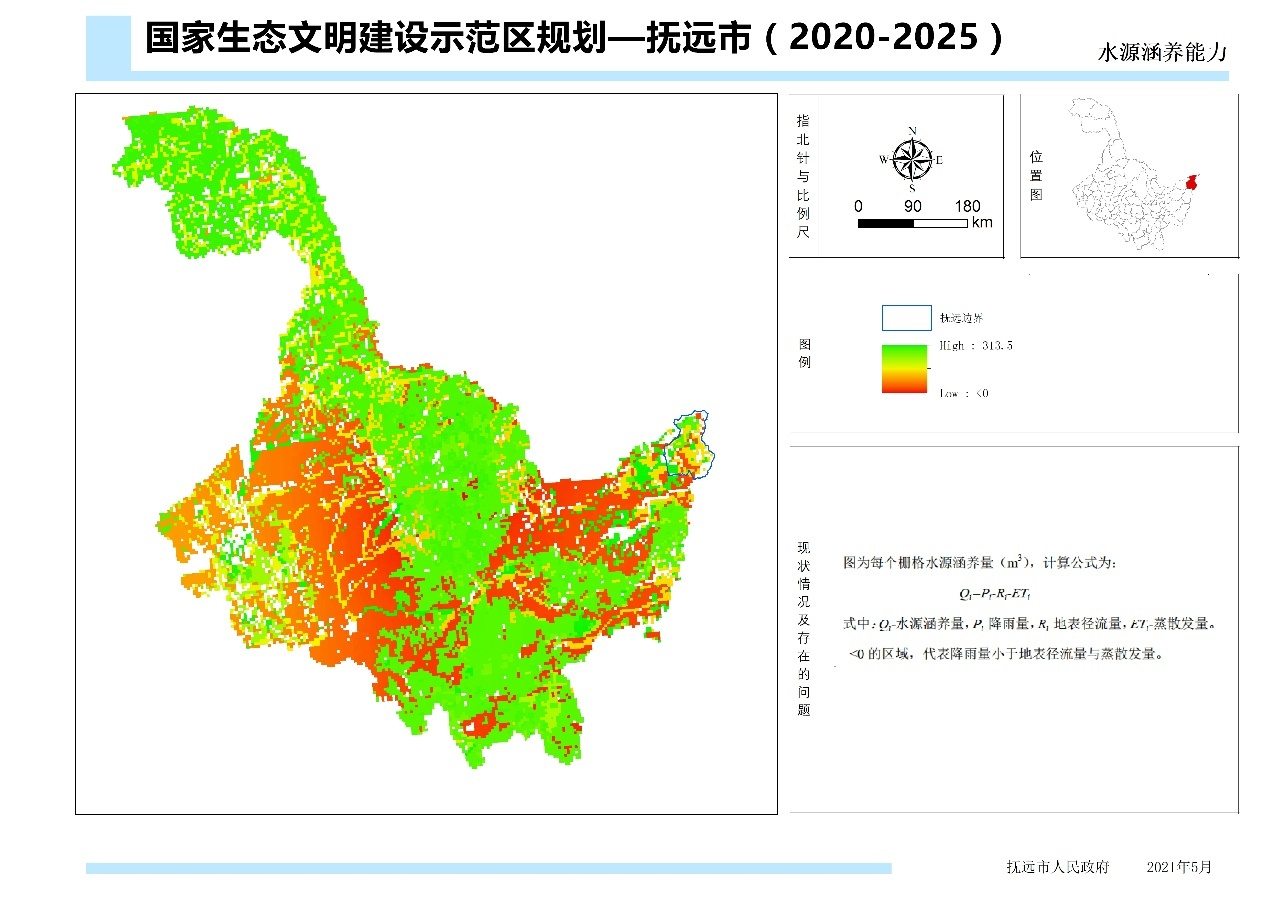 国家生态文明建设示范区规划—抚远市（2020-2025）
水源涵养能力
指北针与比例尺
N
W E
S
0 90 180
km
位置图
图例
抚远边界
High : 313.5
Low : <0
现状情况及存在的问题
图为每个栅格水源涵养量（m³），计算公式为：
Qt=Pt-Rt-ETt
式中：Qt-水源涵养量，Pt 降雨量，Rt 地表径流量，ETt-蒸散发量。
<0 的区域，代表降雨量小于地表径流量与蒸散发量。
抚远市人民政府 2021年5月